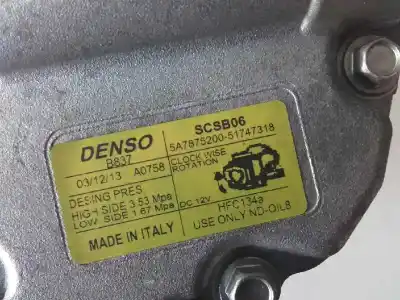 DENSO
B837
03/12/13 A0758
SCSB06
5A7875200-51747318
CLOCK WISE
ROTATION
DESING PRES.
HIGH SIDE 3.53 Mpa
LOW SIDE 1.67 Mpa
DC 12V
HFC134a
MADE IN ITALY
USE ONLY ND-OIL8